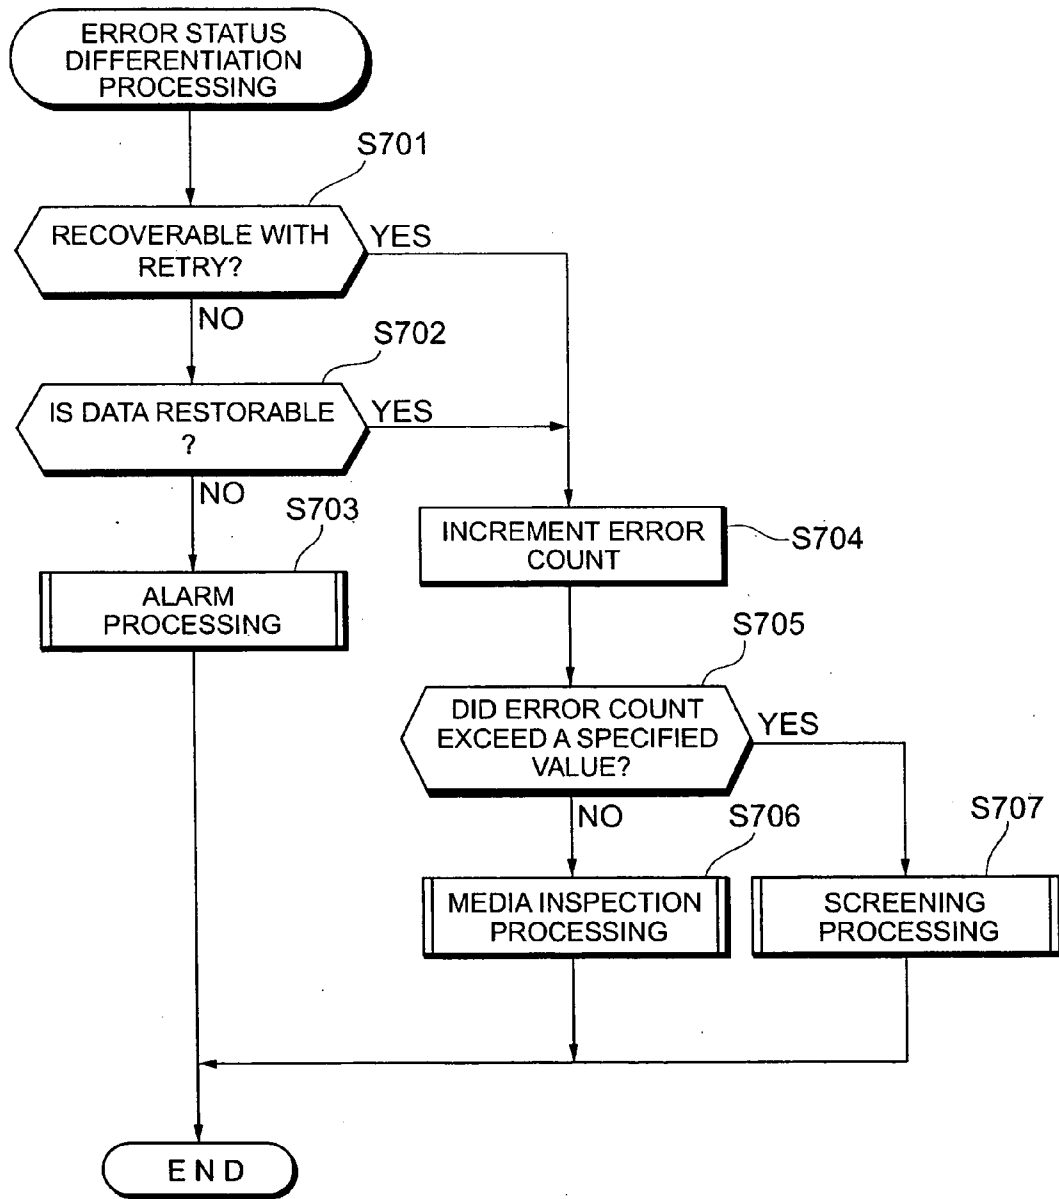 ERROR STATUS
DIFFERENTIATION
PROCESSING
S701
RECOVERABLE WITH
RETRY?
YES
NO
S702
IS DATA RESTORABLE
?
YES
NO
S703
ALARM
PROCESSING
INCREMENT ERROR
COUNT
S704
S705
DID ERROR COUNT
EXCEED A SPECIFIED
VALUE?
YES
NO
S706
MEDIA INSPECTION
PROCESSING
S707
SCREENING
PROCESSING
END